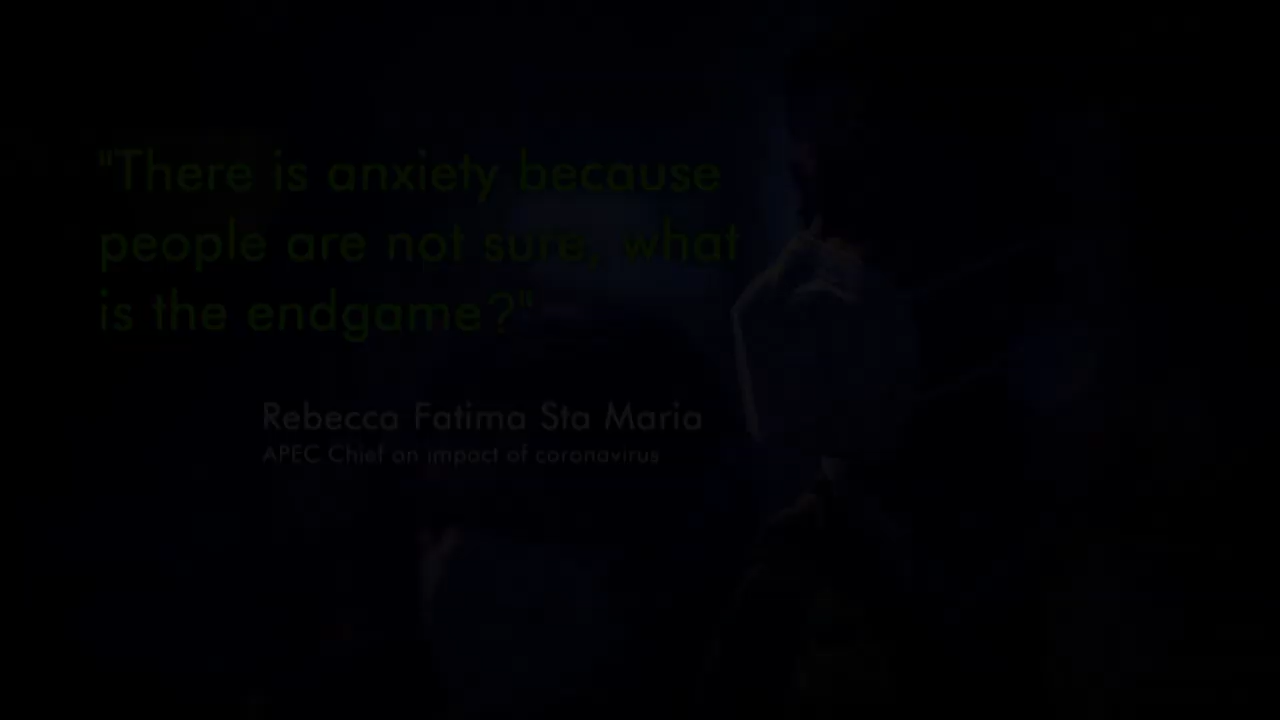 "There is anxiety because
people are not sure, what
is the endgame?"
Rebecca Fatima Sta Maria
APEC Chief on impact of coronavirus